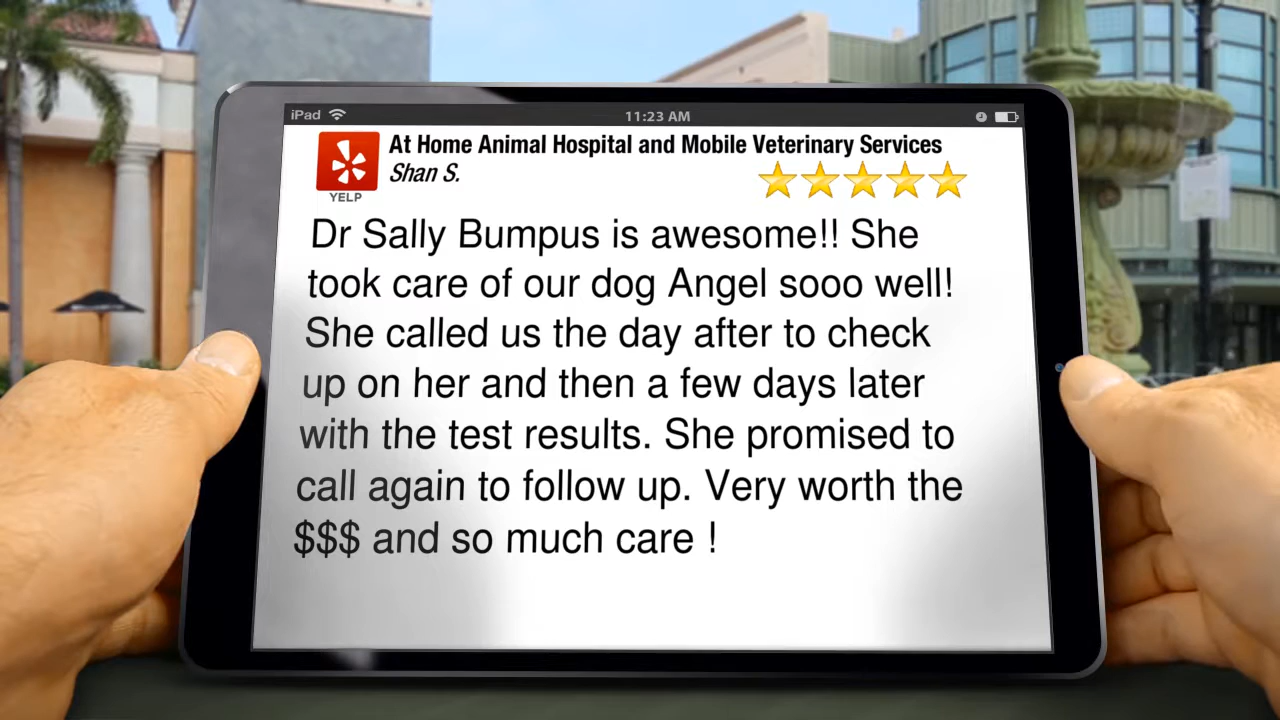 iPad 11:23 AM
At Home Animal Hospital and Mobile Veterinary Services
Shan S.
YELP
Dr Sally Bumpus is awesome!! She
took care of our dog Angel sooo well!
She called us the day after to check
up on her and then a few days later
with the test results. She promised to
call again to follow up. Very worth the
$$$ and so much care !